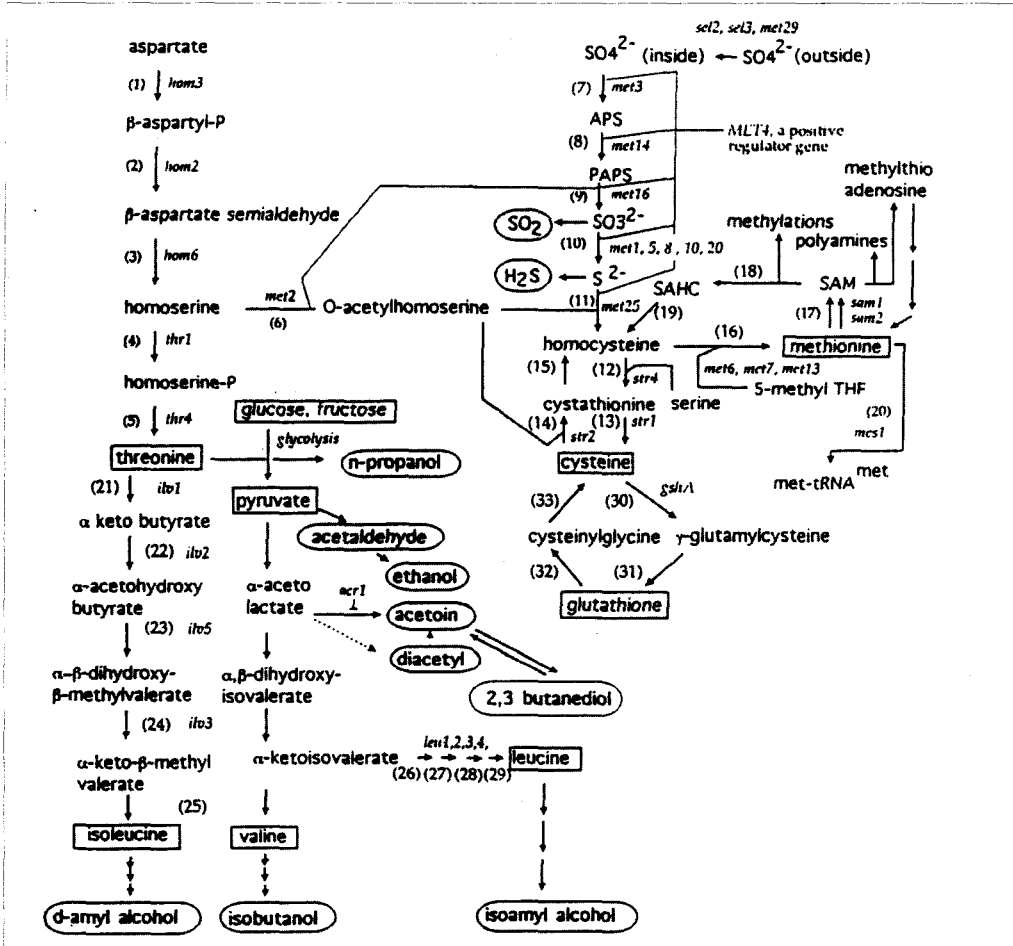 aspartate
(1) hom3
β-aspartyl-P
(2) hom2
β-aspartate semialdehyde
(3) hom6
homoserine
met2
(6)
O-acetylhomoserine
(4) thr1
homoserine-P
(5) thr4
threonine
glucose, fructose
glycolysis
n-propanol
(21) ilv1
α keto butyrate
(22) ilv2
α-acetohydroxy
butyrate
(23) ilv5
α-β-dihydroxy-
β-methylvalerate
(24) ilv3
α-keto-β-methyl
valerate
(25)
isoleucine
d-amyl alcohol
pyruvate
acetaldehyde
ethanol
α-aceto
lactate
acr1
acetoin
diacetyl
2,3 butanediol
α,β-dihydroxy-
isovalerate
α-ketoisovalerate
leu1,2,3,4,
(26) (27) (28) (29)
leucine
valine
isobutanol
isoamyl alcohol
sel2, sel3, met29
SO4 2- (inside) SO4 2- (outside)
(7) met3
APS
(8) met14
MET4, a positive
regulator gene
PAPS
(9) met16
SO2 SO3 2-
(10) met1, 5, 8, 10, 20
H2S S 2-
(11) met25
SAHC
(19)
(18)
SAM
methylations
polyamines
methylthio
adenosine
(17) sam1
sam2
homocysteine
(16)
methionine
met6, met7, met13
5-methyl THF
(15) (12) str4
cystathionine serine
(14) (13) str1
str2
cysteine
(20)
mes1
met-tRNA met
(33) (30)
cysteinylglycine γ-glutamylcysteine
(32) (31)
glutathione